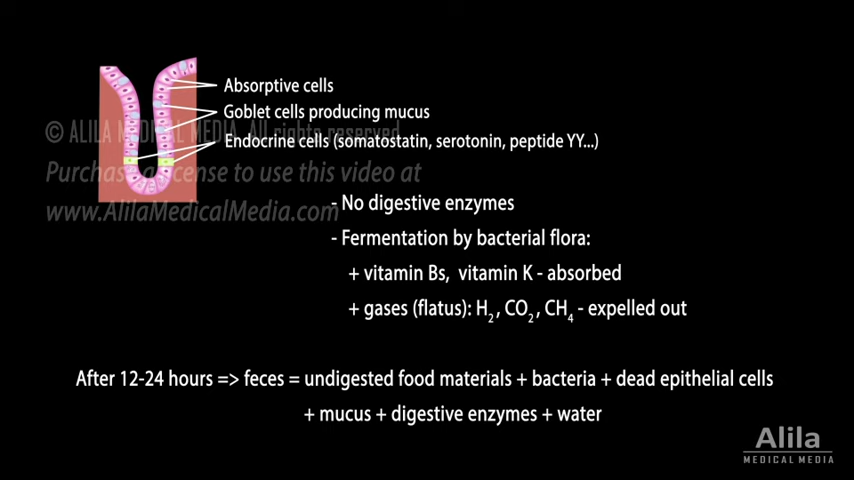 Absorptive cells
Goblet cells producing mucus
© ALILA MEDICAL MEDIA. All rights reserved.
Endocrine cells (somatostatin, serotonin, peptide YY...)
Purchase a license to use this video at
www.AlilaMedicalMedia.com
- No digestive enzymes
- Fermentation by bacterial flora:
+ vitamin Bs, vitamin K - absorbed
+ gases (flatus): H₂, CO₂, CH₄ - expelled out
After 12-24 hours => feces = undigested food materials + bacteria + dead epithelial cells
+ mucus + digestive enzymes + water
Alila
MEDICAL MEDIA